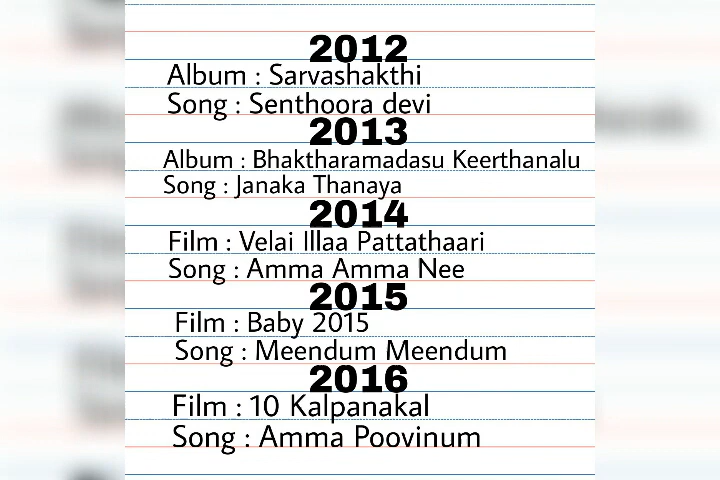 2012
Album : Sarvashakthi
Song : Senthoora devi
2013
Album : Bhaktharamadasu Keerthanalu
Song : Janaka Thanaya
2014
Film : Velai Illaa Pattathaari
Song : Amma Amma Nee
2015
Film : Baby 2015
Song : Meendum Meendum
2016
Film : 10 Kalpanakal
Song : Amma Poovinum